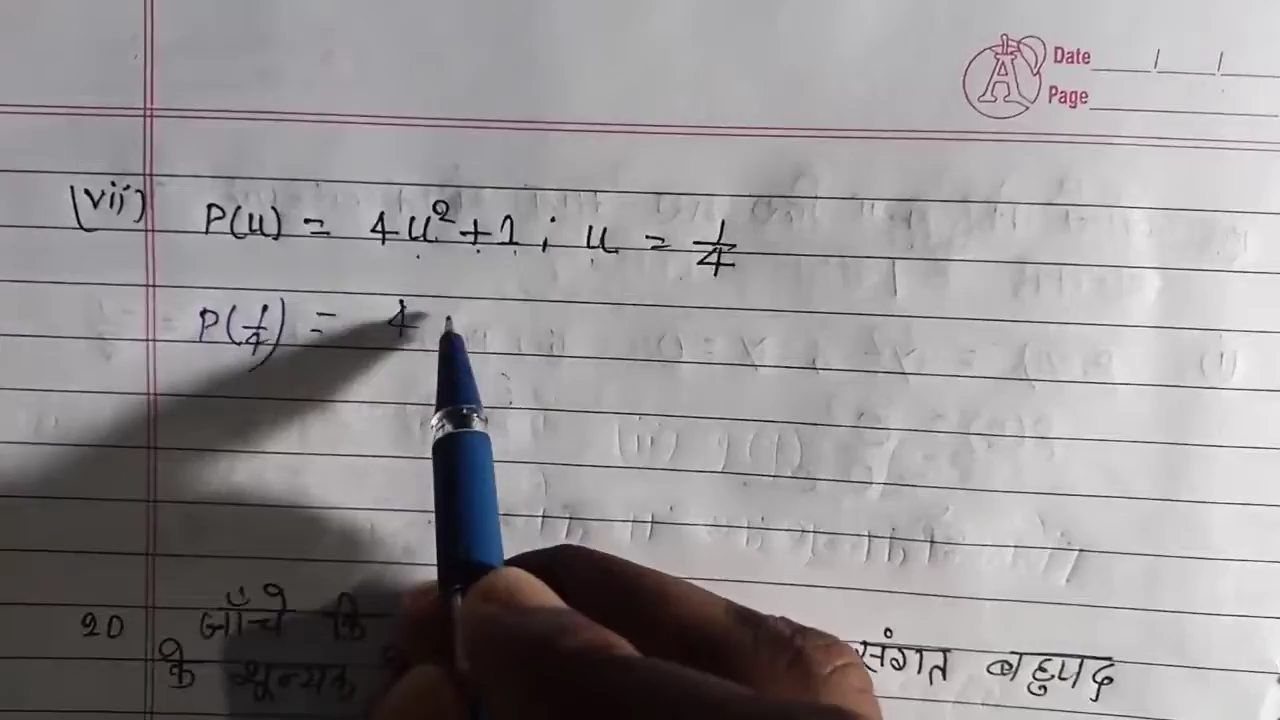 Date / /
Page
(vii) P(u) = 4u²+1; u = 1/4
P(1/4) = 4
20 जाँचे कि संगत बहुपद
के शून्यक